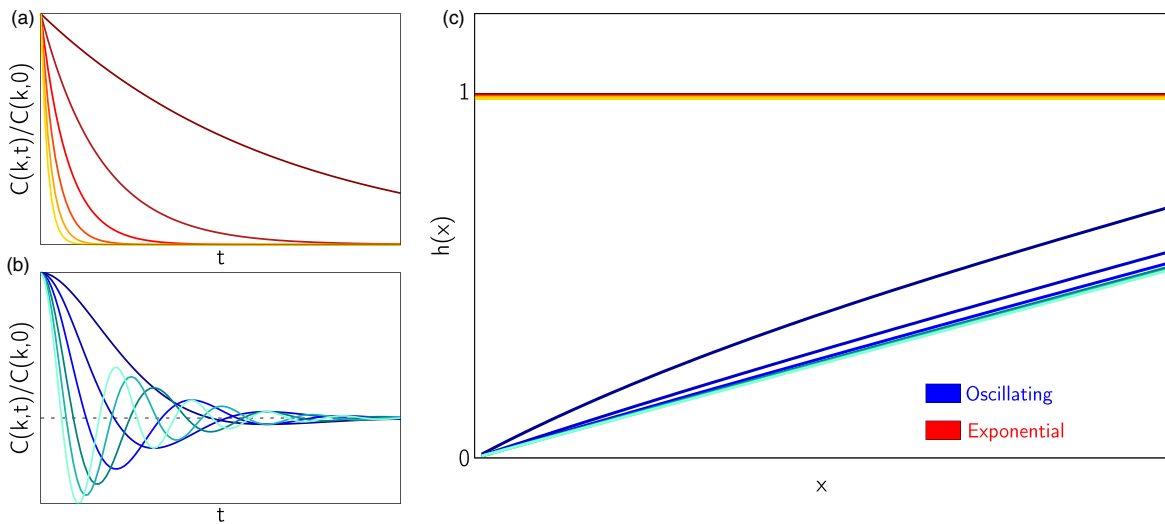 (a)
C(k,t)/C(k,0)
t
(b)
C(k,t)/C(k,0)
t
(c)
1
h(x)
0
x
Oscillating
Exponential